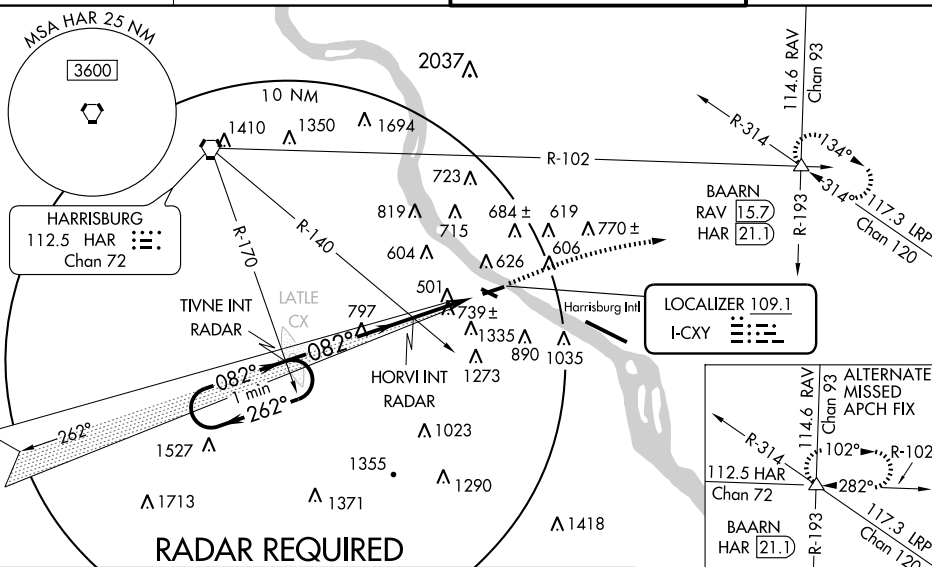 MSA HAR 25 NM
3600
HARRISBURG
112.5 HAR
Chan 72
10 NM
1410
1350
1694
2037
R-102
723
819
715
684 ±
619
770 ±
604
626
606
R-170
R-140
TIVNE INT
RADAR
LATLE
CX
797
501
739 ±
1335
890
1035
1273
Harrisburg Intl
LOCALIZER 109.1
I-CXY
082°
082°
1 min
262°
262°
HORVI INT
RADAR
1527
1023
1355
1290
1713
1371
1418
RADAR REQUIRED
114.6 RAV
Chan 93
R-314
134°
314°
BAARN
RAV 15.7
HAR 21.1
R-193
117.3 LRP
Chan 120
ALTERNATE
MISSED
APCH FIX
114.6 RAV
Chan 93
R-314
102°
R-102
282°
112.5 HAR
Chan 72
BAARN
HAR 21.1
R-193
117.3 LRP
Chan 120